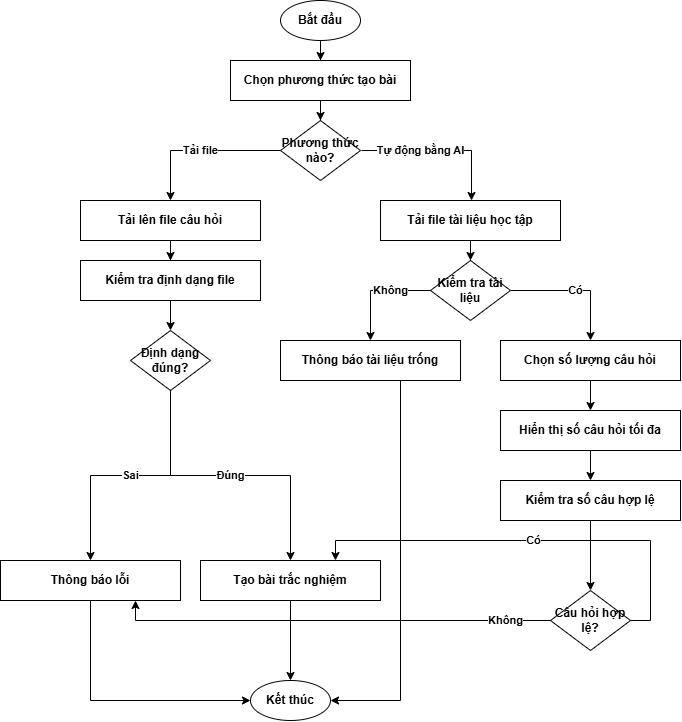 Bắt đầu
Chọn phương thức tạo bài
Phương thức
nào?
Tải file
Tự động bằng AI
Tải lên file câu hỏi
Tải file tài liệu học tập
Kiểm tra định dạng file
Kiểm tra tài
liệu
Không
Có
Định dạng
đúng?
Thông báo tài liệu trống
Chọn số lượng câu hỏi
Hiển thị số câu hỏi tối đa
Sai
Đúng
Kiểm tra số câu hợp lệ
Có
Thông báo lỗi
Tạo bài trắc nghiệm
Câu hỏi hợp
lệ?
Không
Kết thúc